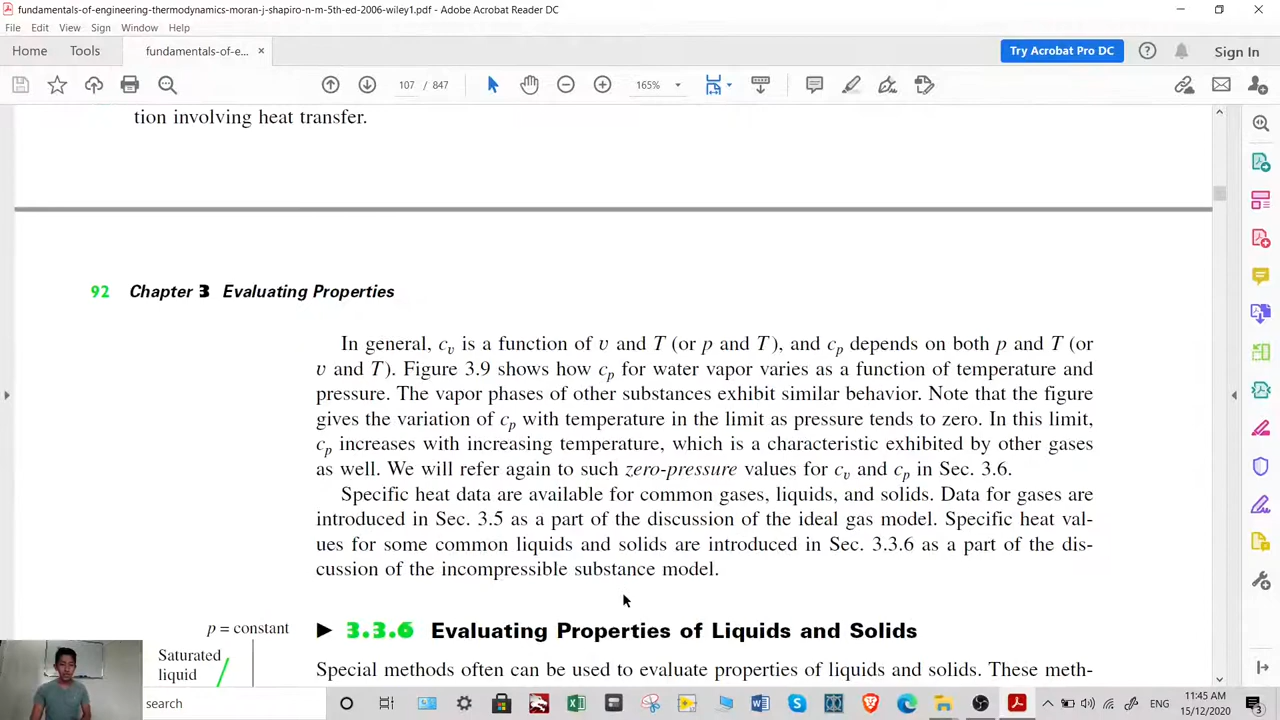 fundamentals-of-engineering-thermodynamics-moran-j-shapiro-n-m-5th-ed-2006-wiley1.pdf - Adobe Acrobat Reader DC
File Edit View Sign Window Help
Home Tools fundamentals-of-e... × Try Acrobat Pro DC Sign In
107 / 847 165%
tion involving heat transfer.
92 Chapter 3 Evaluating Properties
In general, cv is a function of v and T (or p and T), and cp depends on both p and T (or
v and T). Figure 3.9 shows how cp for water vapor varies as a function of temperature and
pressure. The vapor phases of other substances exhibit similar behavior. Note that the figure
gives the variation of cp with temperature in the limit as pressure tends to zero. In this limit,
cp increases with increasing temperature, which is a characteristic exhibited by other gases
as well. We will refer again to such zero-pressure values for cv and cp in Sec. 3.6.
Specific heat data are available for common gases, liquids, and solids. Data for gases are
introduced in Sec. 3.5 as a part of the discussion of the ideal gas model. Specific heat val-
ues for some common liquids and solids are introduced in Sec. 3.3.6 as a part of the dis-
cussion of the incompressible substance model.
p = constant
▶ 3.3.6 Evaluating Properties of Liquids and Solids
Saturated
liquid
Special methods often can be used to evaluate properties of liquids and solids. These meth-
search
ENG
11:45 AM
15/12/2020
3